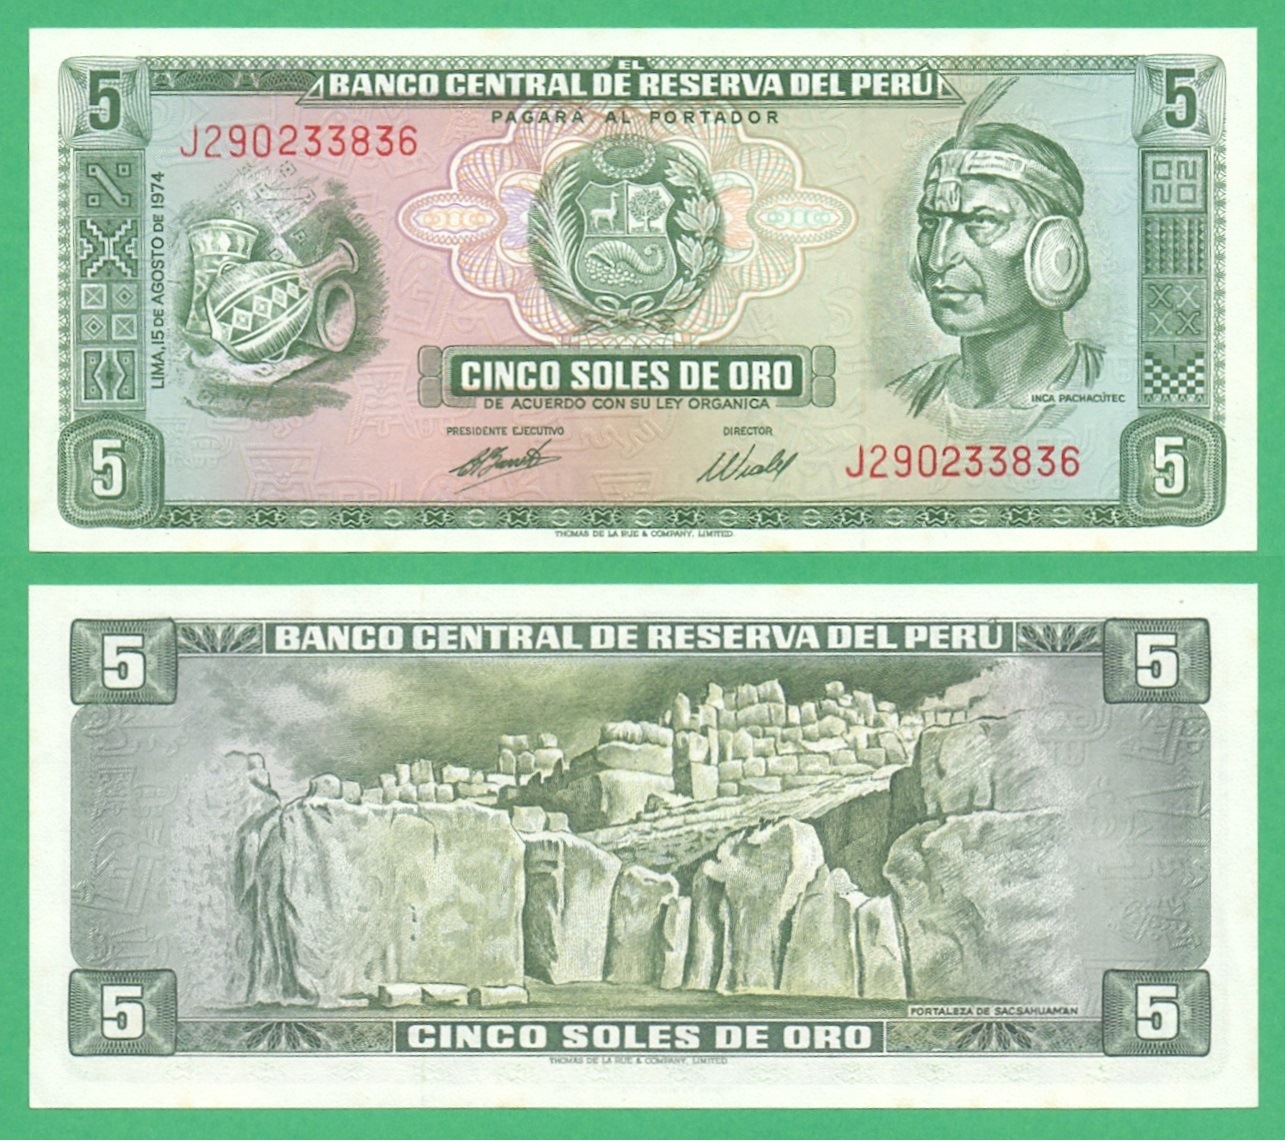 5
EL
BANCO CENTRAL DE RESERVA DEL PERÚ
5
PAGARA AL PORTADOR
J290233836
LIMA, 15 DE AGOSTO DE 1974
CINCO SOLES DE ORO
DE ACUERDO CON SU LEY ORGANICA
INCA PACHACÚTEC
PRESIDENTE EJECUTIVO
DIRECTOR
J290233836
5
5
THOMAS DE LA RUE & COMPANY, LIMITED
BANCO CENTRAL DE RESERVA DEL PERÚ
5
5
FORTALEZA DE SACSAHUAMAN
5
5
CINCO SOLES DE ORO
THOMAS DE LA RUE & COMPANY, LIMITED